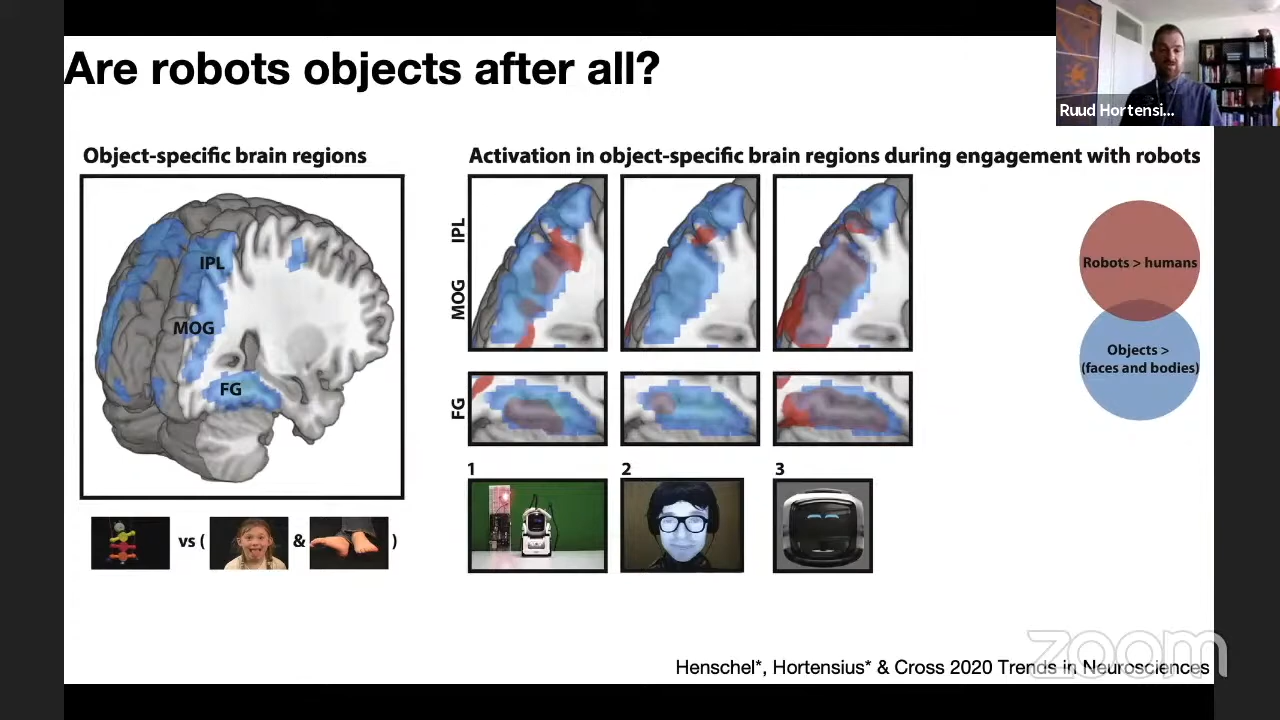 Are robots objects after all?
Ruud Hortensi...
Object-specific brain regions
Activation in object-specific brain regions during engagement with robots
IPL
MOG
FG
IPL
MOG
FG
Robots > humans
Objects >
(faces and bodies)
1
2
3
vs ( & )
Henschel*, Hortensius* & Cross 2020 Trends in Neurosciences
zoom